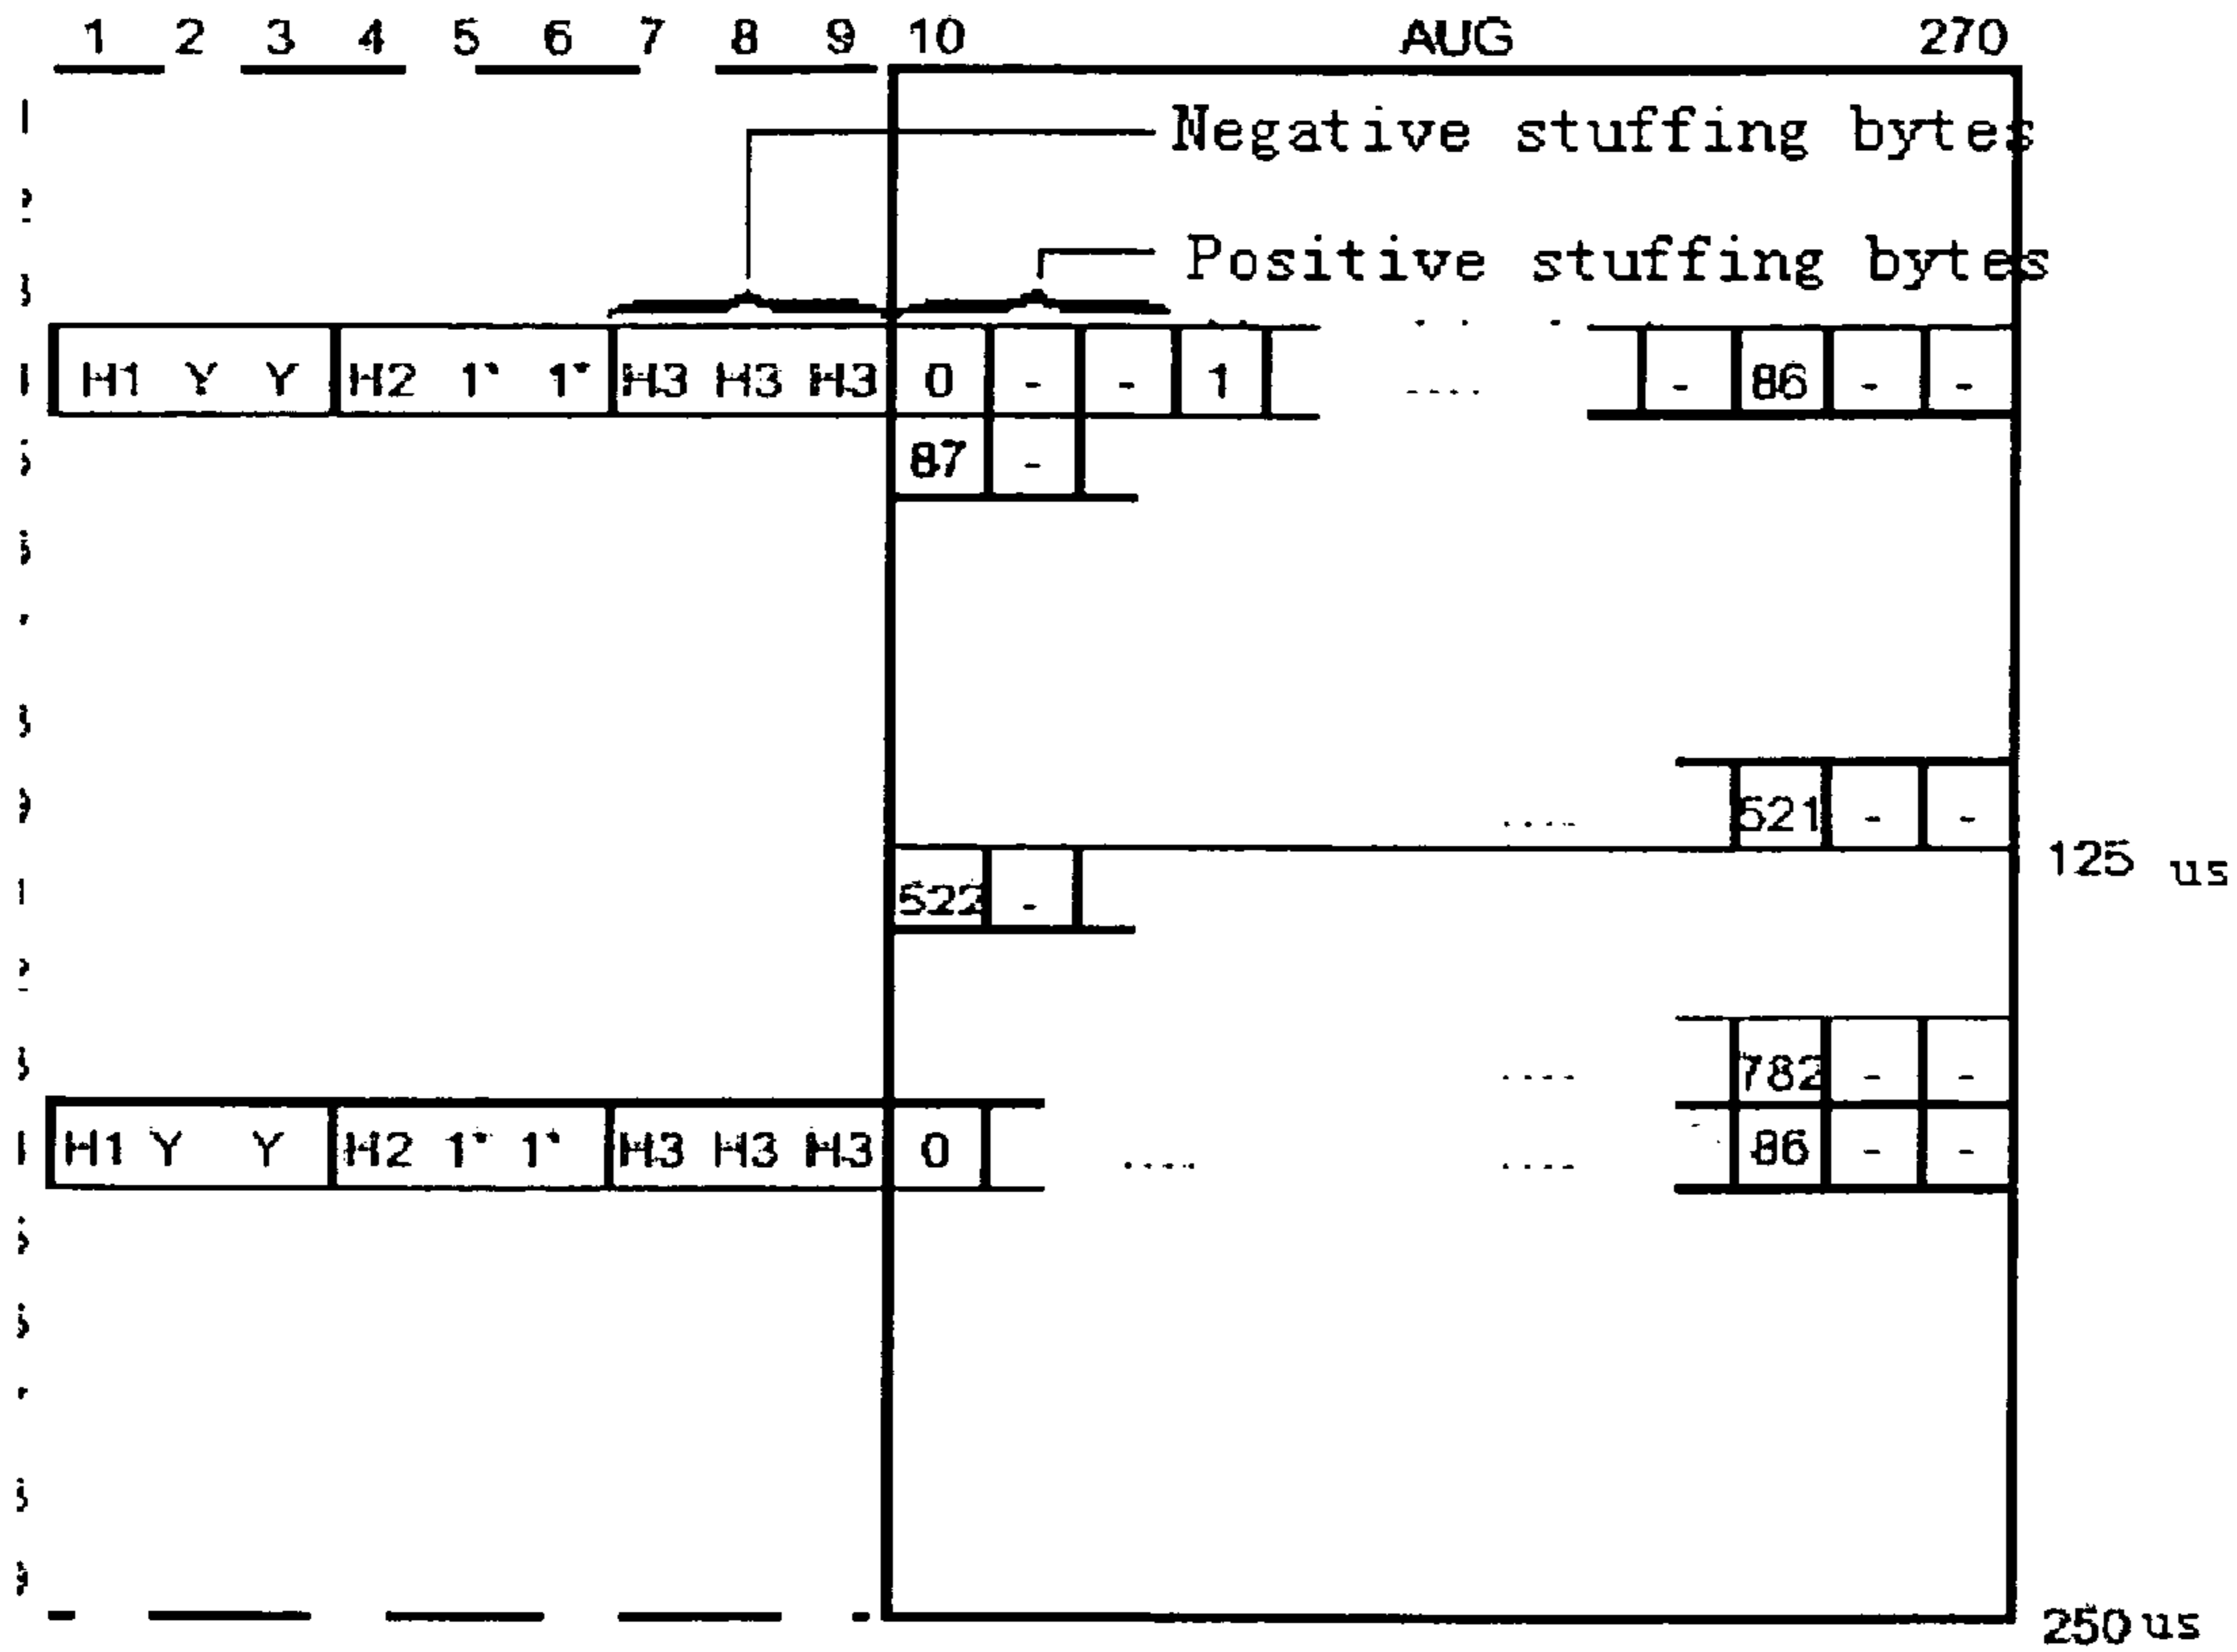 1 2 3 4 5 6 7 8 9 10 AUG 270
Negative stuffing bytes
Positive stuffing bytes
H1 Y Y H2 1* 1* H3 H3 H3 0 - - 1 .... - 86 - -
87 -
.... 521 - -
125 us
522 -
.... 782 - -
H1 Y Y H2 1* 1* H3 H3 H3 0 .... .... 86 - -
250 us